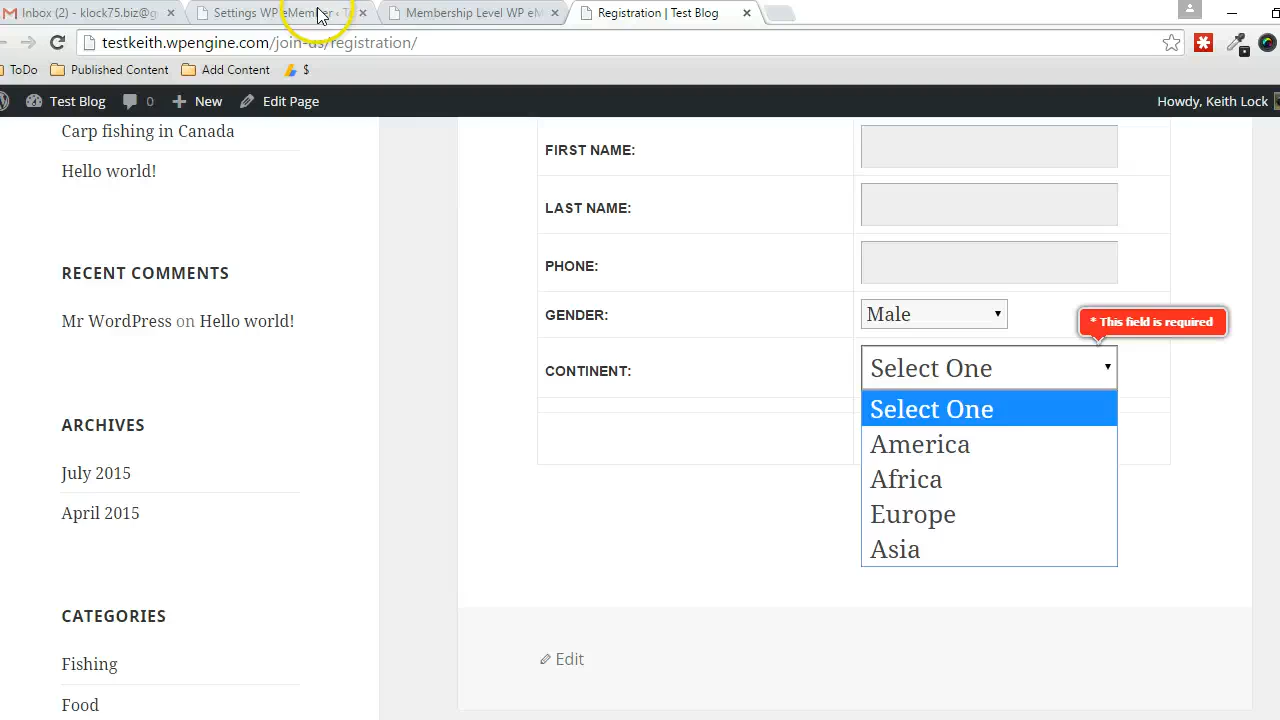 Inbox (2) - klock75.biz@g
Settings WP eMember ‹ T
Membership Level WP eM
Registration | Test Blog
testkeith.wpengine.com/join-us/registration/
ToDo
Published Content
Add Content
$
Test Blog
0
New
Edit Page
Howdy, Keith Lock
Carp fishing in Canada
Hello world!
RECENT COMMENTS
Mr WordPress on Hello world!
ARCHIVES
July 2015
April 2015
CATEGORIES
Fishing
Food
FIRST NAME:
LAST NAME:
PHONE:
GENDER:
Male
* This field is required
CONTINENT:
Select One
Select One
America
Africa
Europe
Asia
Edit